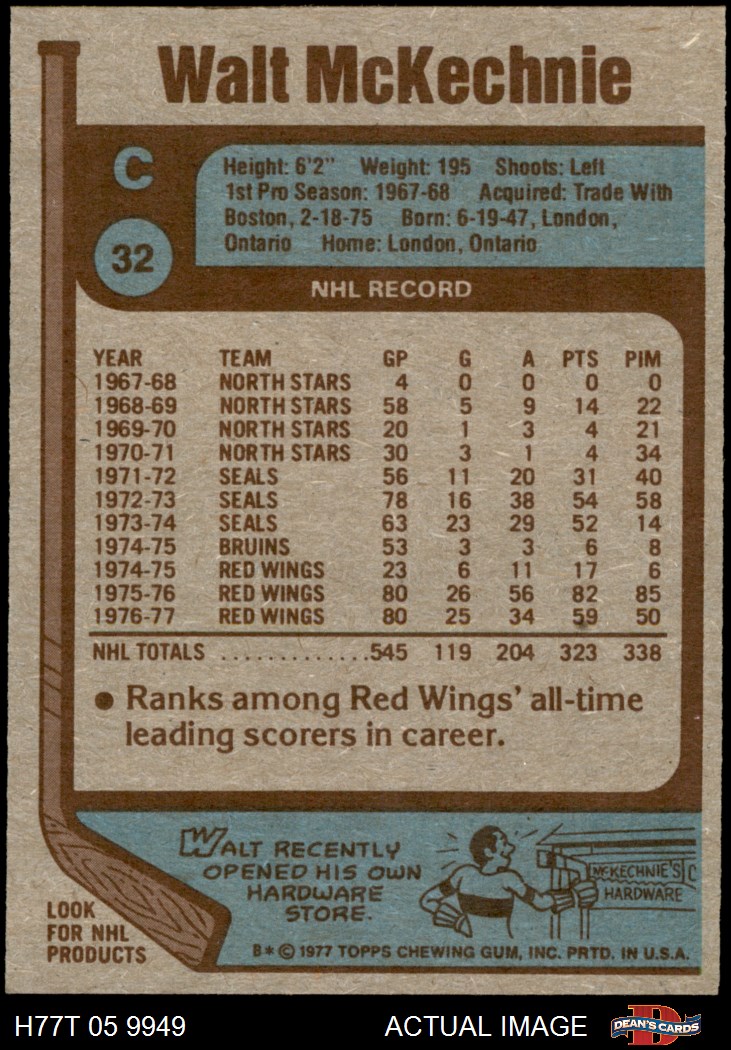 Walt McKechnie
C
32
Height: 6'2" Weight: 195 Shoots: Left
1st Pro Season: 1967-68 Acquired: Trade With
Boston, 2-18-75 Born: 6-19-47, London,
Ontario Home: London, Ontario
NHL RECORD
YEAR TEAM GP G A PTS PIM
1967-68 NORTH STARS 4 0 0 0 0
1968-69 NORTH STARS 58 5 9 14 22
1969-70 NORTH STARS 20 1 3 4 21
1970-71 NORTH STARS 30 3 1 4 34
1971-72 SEALS 56 11 20 31 40
1972-73 SEALS 78 16 38 54 58
1973-74 SEALS 63 23 29 52 14
1974-75 BRUINS 53 3 3 6 8
1974-75 RED WINGS 23 6 11 17 6
1975-76 RED WINGS 80 26 56 82 85
1976-77 RED WINGS 80 25 34 59 50
NHL TOTALS .............545 119 204 323 338
• Ranks among Red Wings' all-time
leading scorers in career.
WALT RECENTLY
OPENED HIS OWN
HARDWARE
STORE.
McKECHNIE'S C
HARDWARE
LOOK
FOR NHL
PRODUCTS
B* © 1977 TOPPS CHEWING GUM, INC. PRTD. IN U.S.A.
H77T 05 9949 ACTUAL IMAGE
D
DEAN'S CARDS